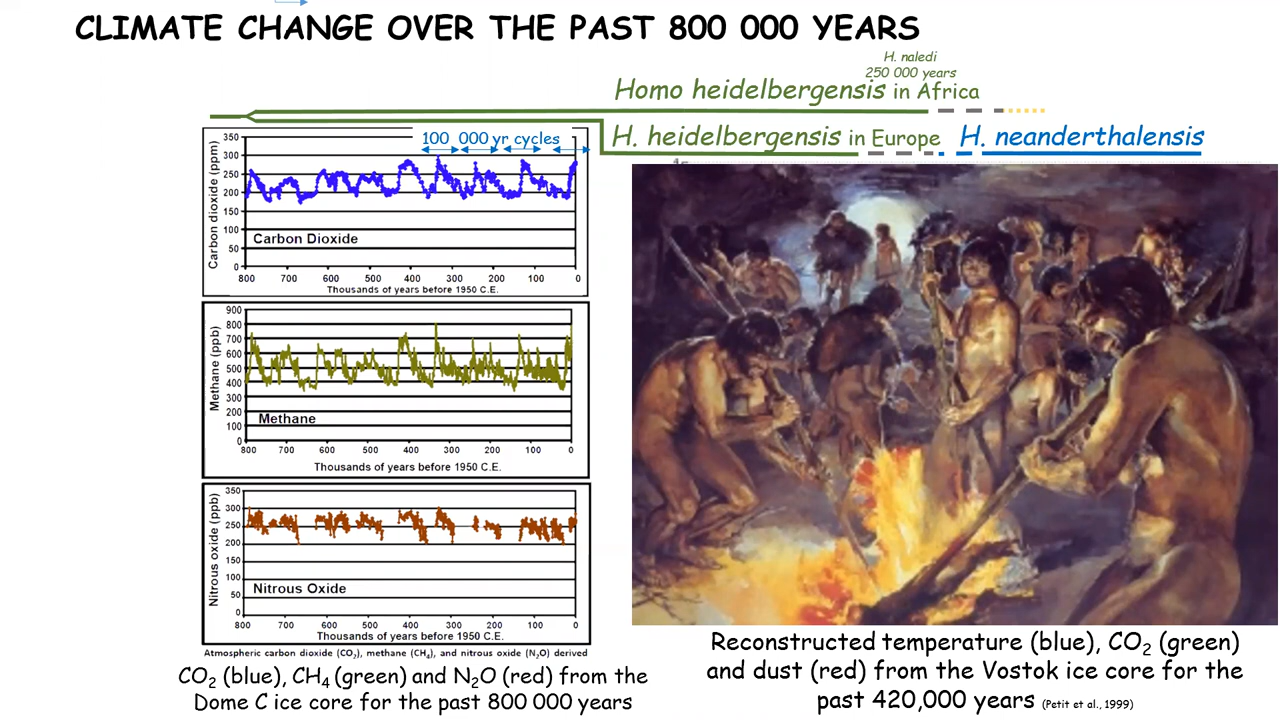 CLIMATE CHANGE OVER THE PAST 800 000 YEARS
H. naledi
250 000 years
Homo heidelbergensis in Africa
H. heidelbergensis in Europe
H. neanderthalensis
100 000 yr cycles
350
300
250
200
150
100
50
0
Carbon dioxide (ppm)
Carbon Dioxide
800 700 600 500 400 300 200 100 0
Thousands of years before 1950 C.E.
900
800
700
600
500
400
300
200
100
0
Methane (ppb)
Methane
800 700 600 500 400 300 200 100 0
Thousands of years before 1950 C.E.
350
300
250
200
150
100
50
0
Nitrous oxide (ppb)
Nitrous Oxide
800 700 600 500 400 300 200 100 0
Thousands of years before 1950 C.E.
Atmospheric carbon dioxide (CO₂), methane (CH₄), and nitrous oxide (N₂O) derived
CO₂ (blue), CH₄ (green) and N₂O (red) from the
Dome C ice core for the past 800 000 years
Reconstructed temperature (blue), CO₂ (green)
and dust (red) from the Vostok ice core for the
past 420,000 years (Petit et al., 1999)